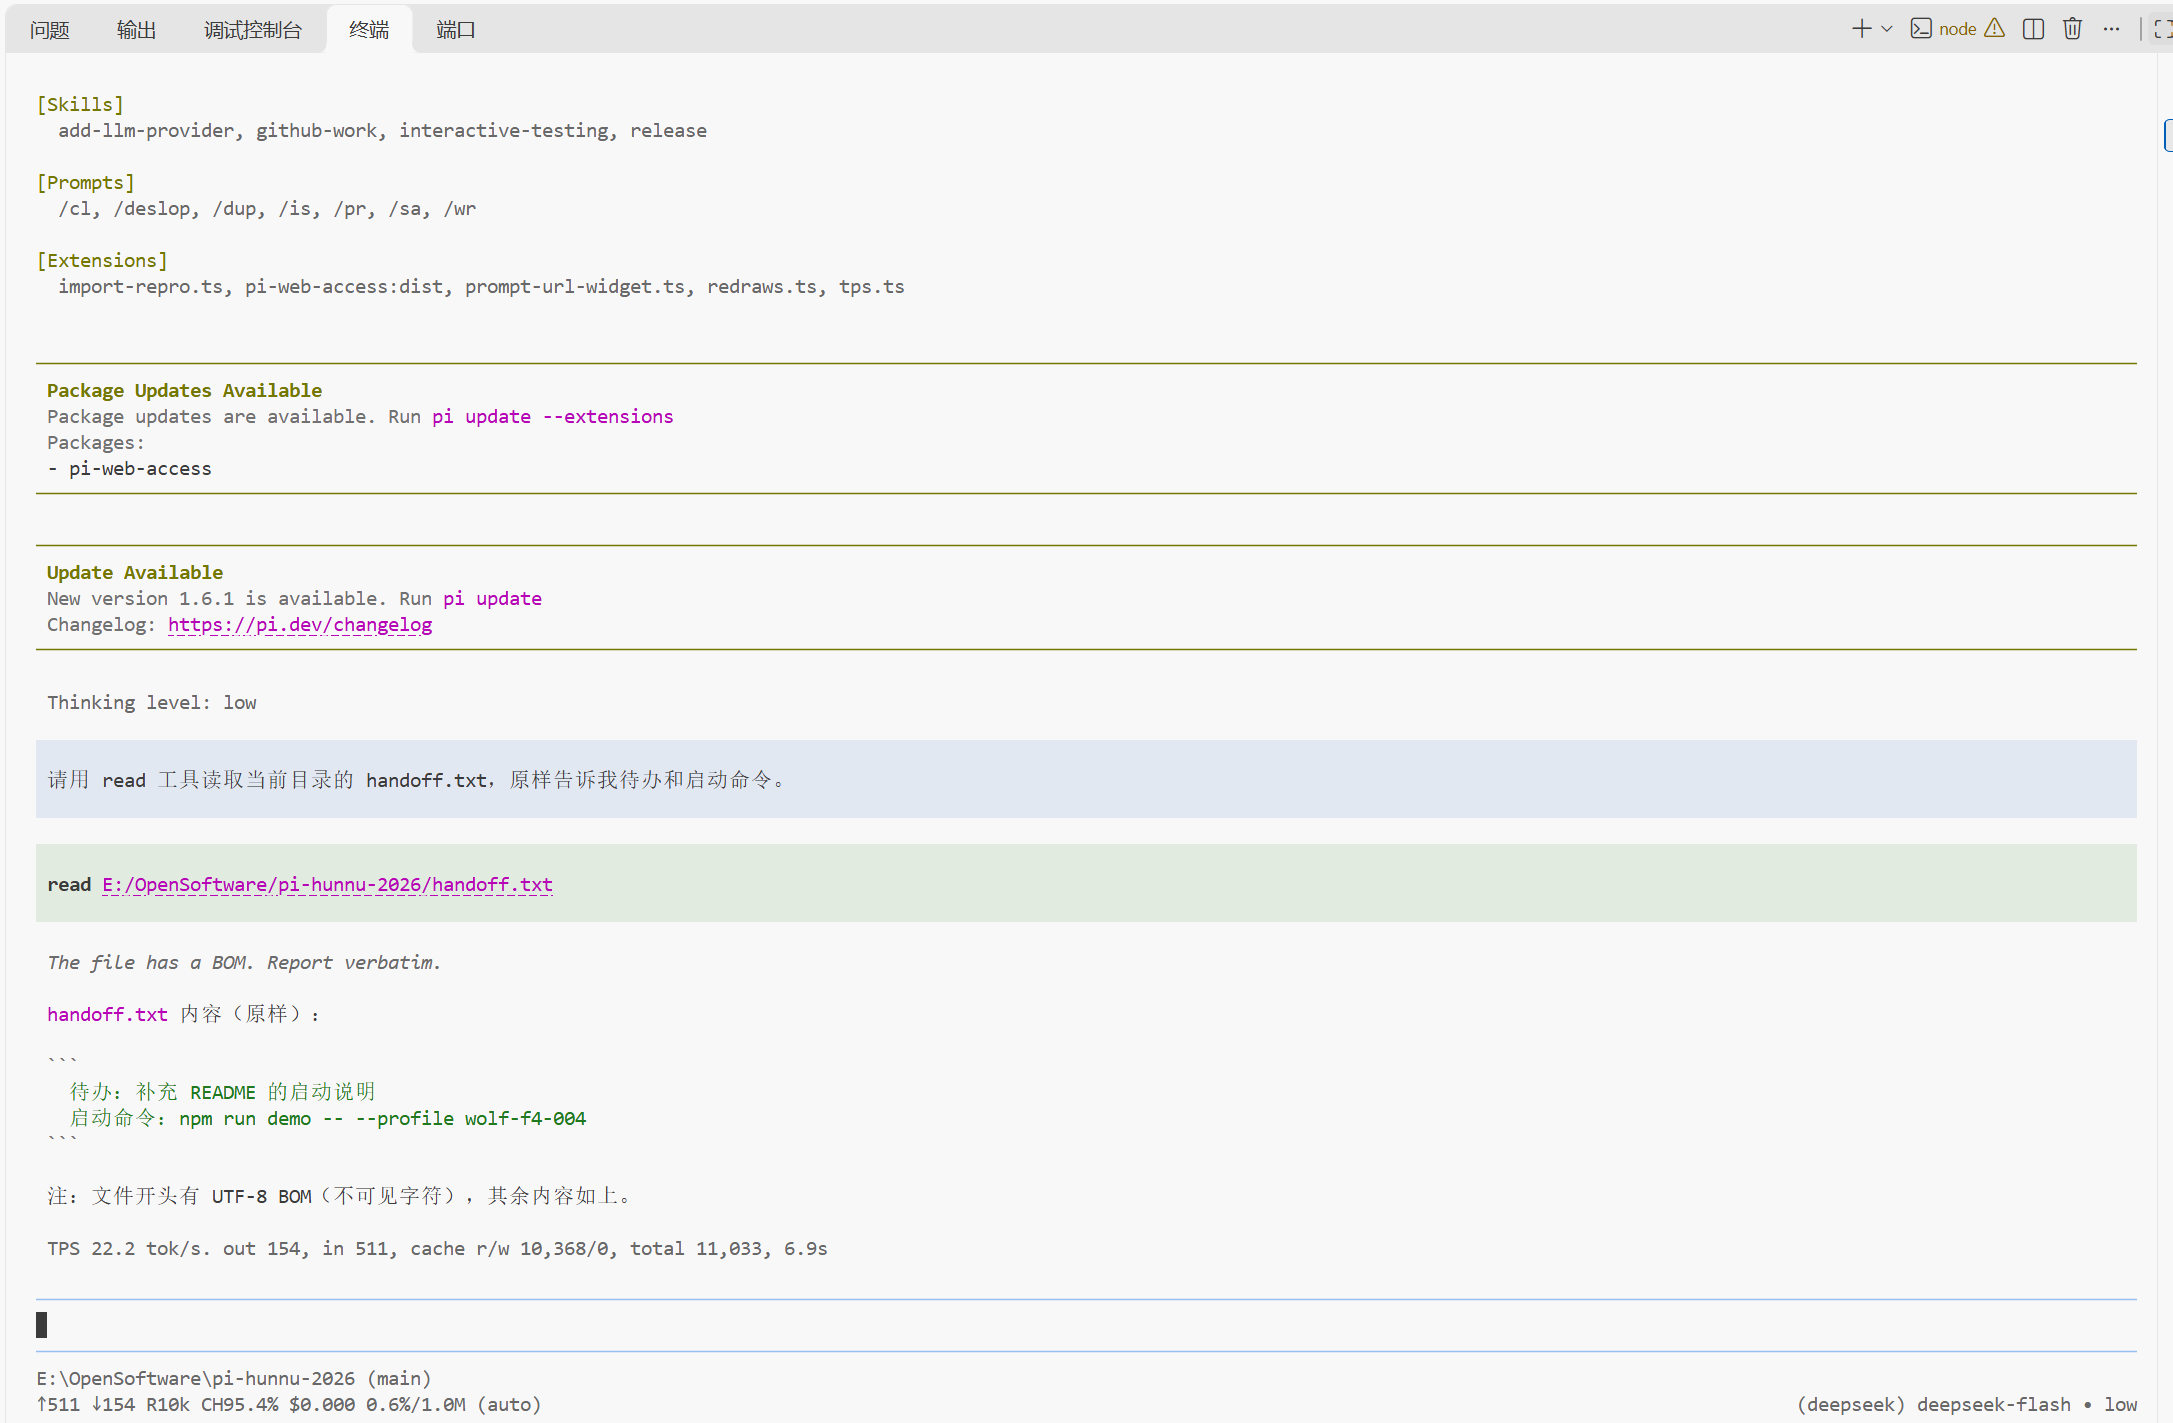 问题 输出 调试控制台 终端 端口 node
[Skills]
add-llm-provider, github-work, interactive-testing, release
[Prompts]
/cl, /deslop, /dup, /is, /pr, /sa, /wr
[Extensions]
import-repro.ts, pi-web-access:dist, prompt-url-widget.ts, redraws.ts, tps.ts
Package Updates Available
Package updates are available. Run pi update --extensions
Packages:
- pi-web-access
Update Available
New version 1.6.1 is available. Run pi update
Changelog: https://pi.dev/changelog
Thinking level: low
请用 read 工具读取当前目录的 handoff.txt，原样告诉我待办和启动命令。
read E:/OpenSoftware/pi-hunnu-2026/handoff.txt
The file has a BOM. Report verbatim.
handoff.txt 内容（原样）：
```
待办：补充 README 的启动说明
启动命令：npm run demo -- --profile wolf-f4-004
```
注：文件开头有 UTF-8 BOM（不可见字符），其余内容如上。
TPS 22.2 tok/s. out 154, in 511, cache r/w 10,368/0, total 11,033, 6.9s
E:\OpenSoftware\pi-hunnu-2026 (main)
↑511 ↓154 R10k CH95.4% $0.000 0.6%/1.0M (auto) (deepseek) deepseek-flash • low